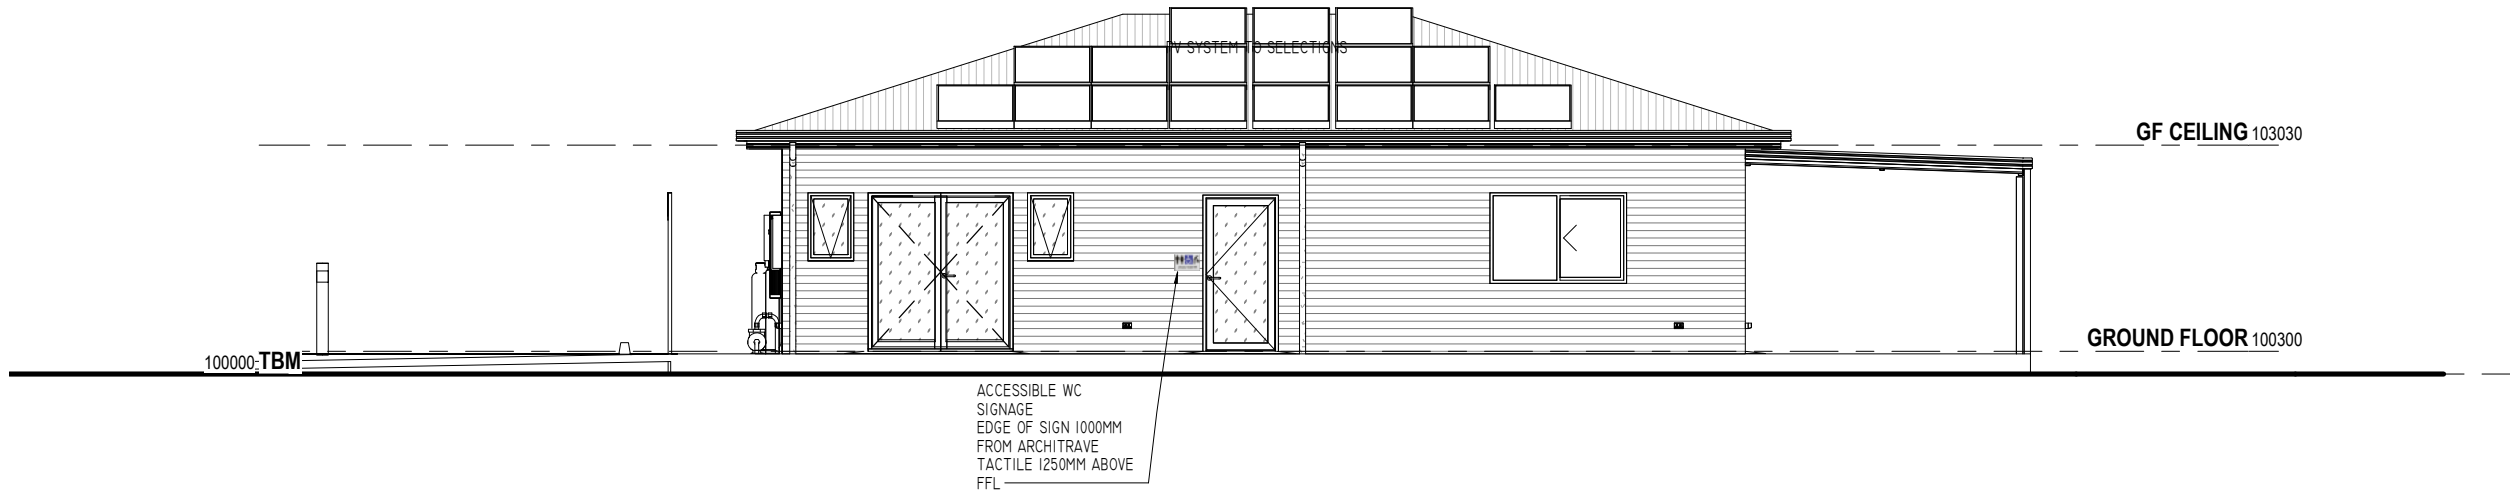 PV SYSTEM TO SELECTIONS
GF CEILING 103030
GROUND FLOOR 100300
100000 TBM
ACCESSIBLE WC
SIGNAGE
EDGE OF SIGN 1000MM
FROM ARCHITRAVE
TACTILE 1250MM ABOVE
FFL